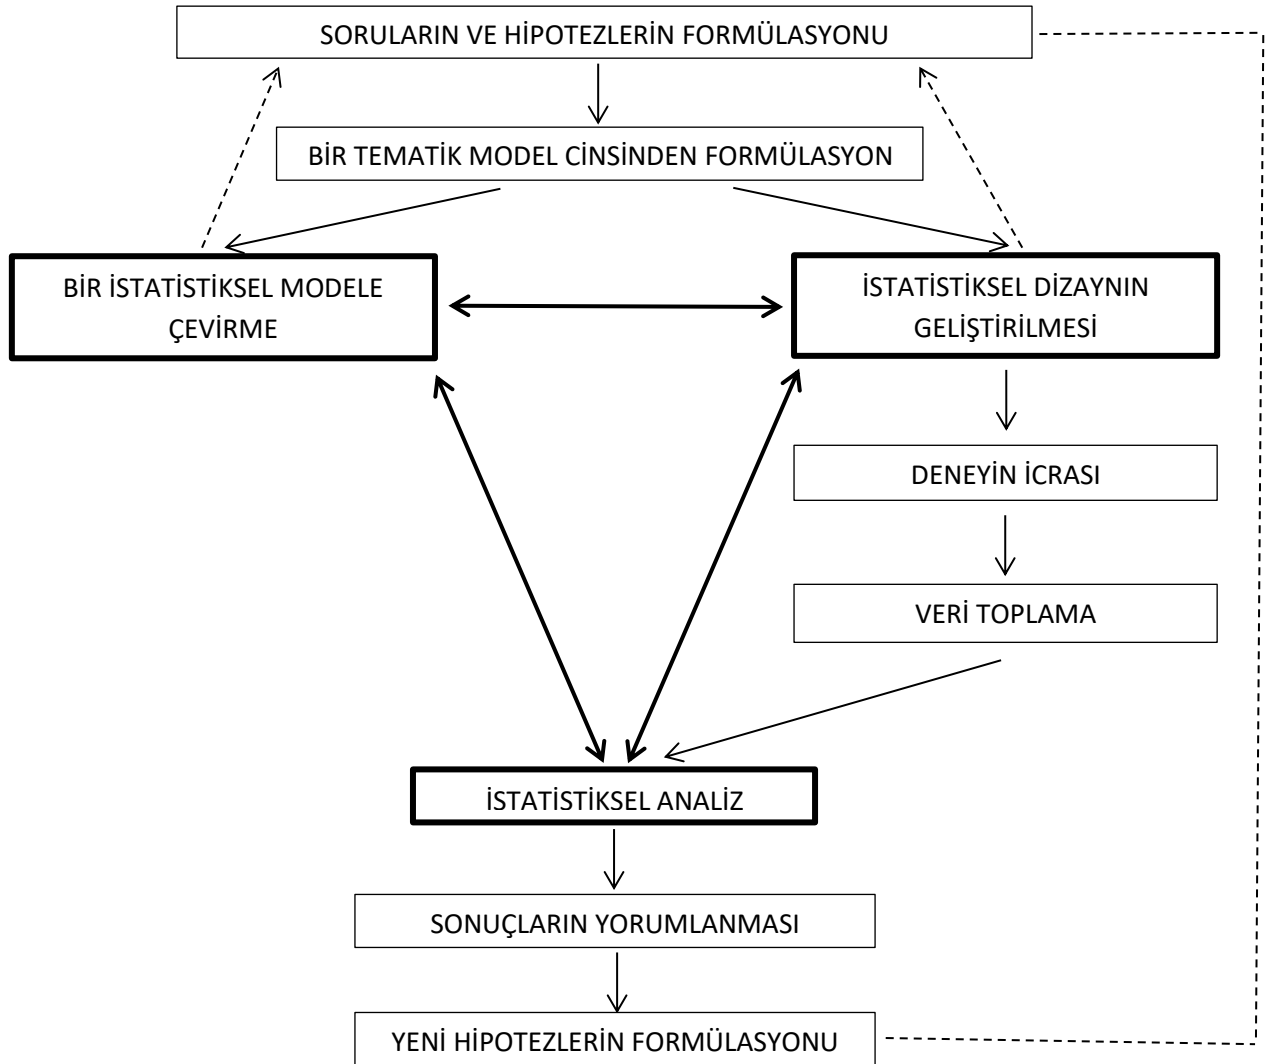 SORULARIN VE HİPOTEZLERİN FORMÜLASYONU
BİR TEMATİK MODEL CİNSİNDEN FORMÜLASYON
BİR İSTATİSTİKSEL MODELE
ÇEVİRME
İSTATİSTİKSEL DİZAYNIN
GELİŞTİRİLMESİ
DENEYİN İCRASI
VERİ TOPLAMA
İSTATİSTİKSEL ANALİZ
SONUÇLARIN YORUMLANMASI
YENİ HİPOTEZLERİN FORMÜLASYONU